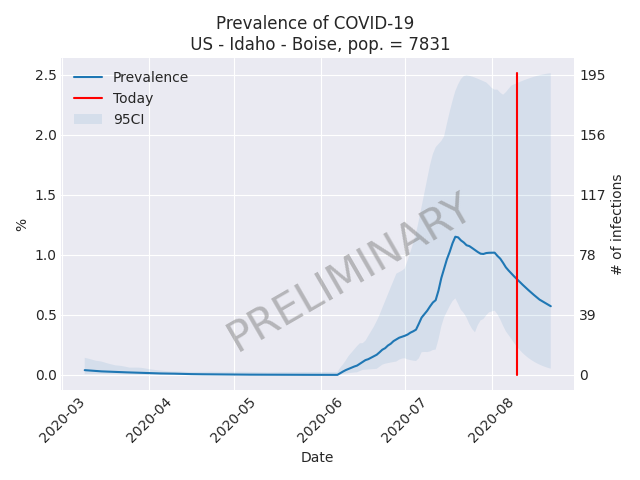 Prevalence of COVID-19
US - Idaho - Boise, pop. = 7831
Prevalence
Today
95CI
2.5
2.0
1.5
1.0
0.5
0.0
%
195
156
117
78
39
0
# of infections
PRELIMINARY
2020-03
2020-04
2020-05
2020-06
2020-07
2020-08
Date